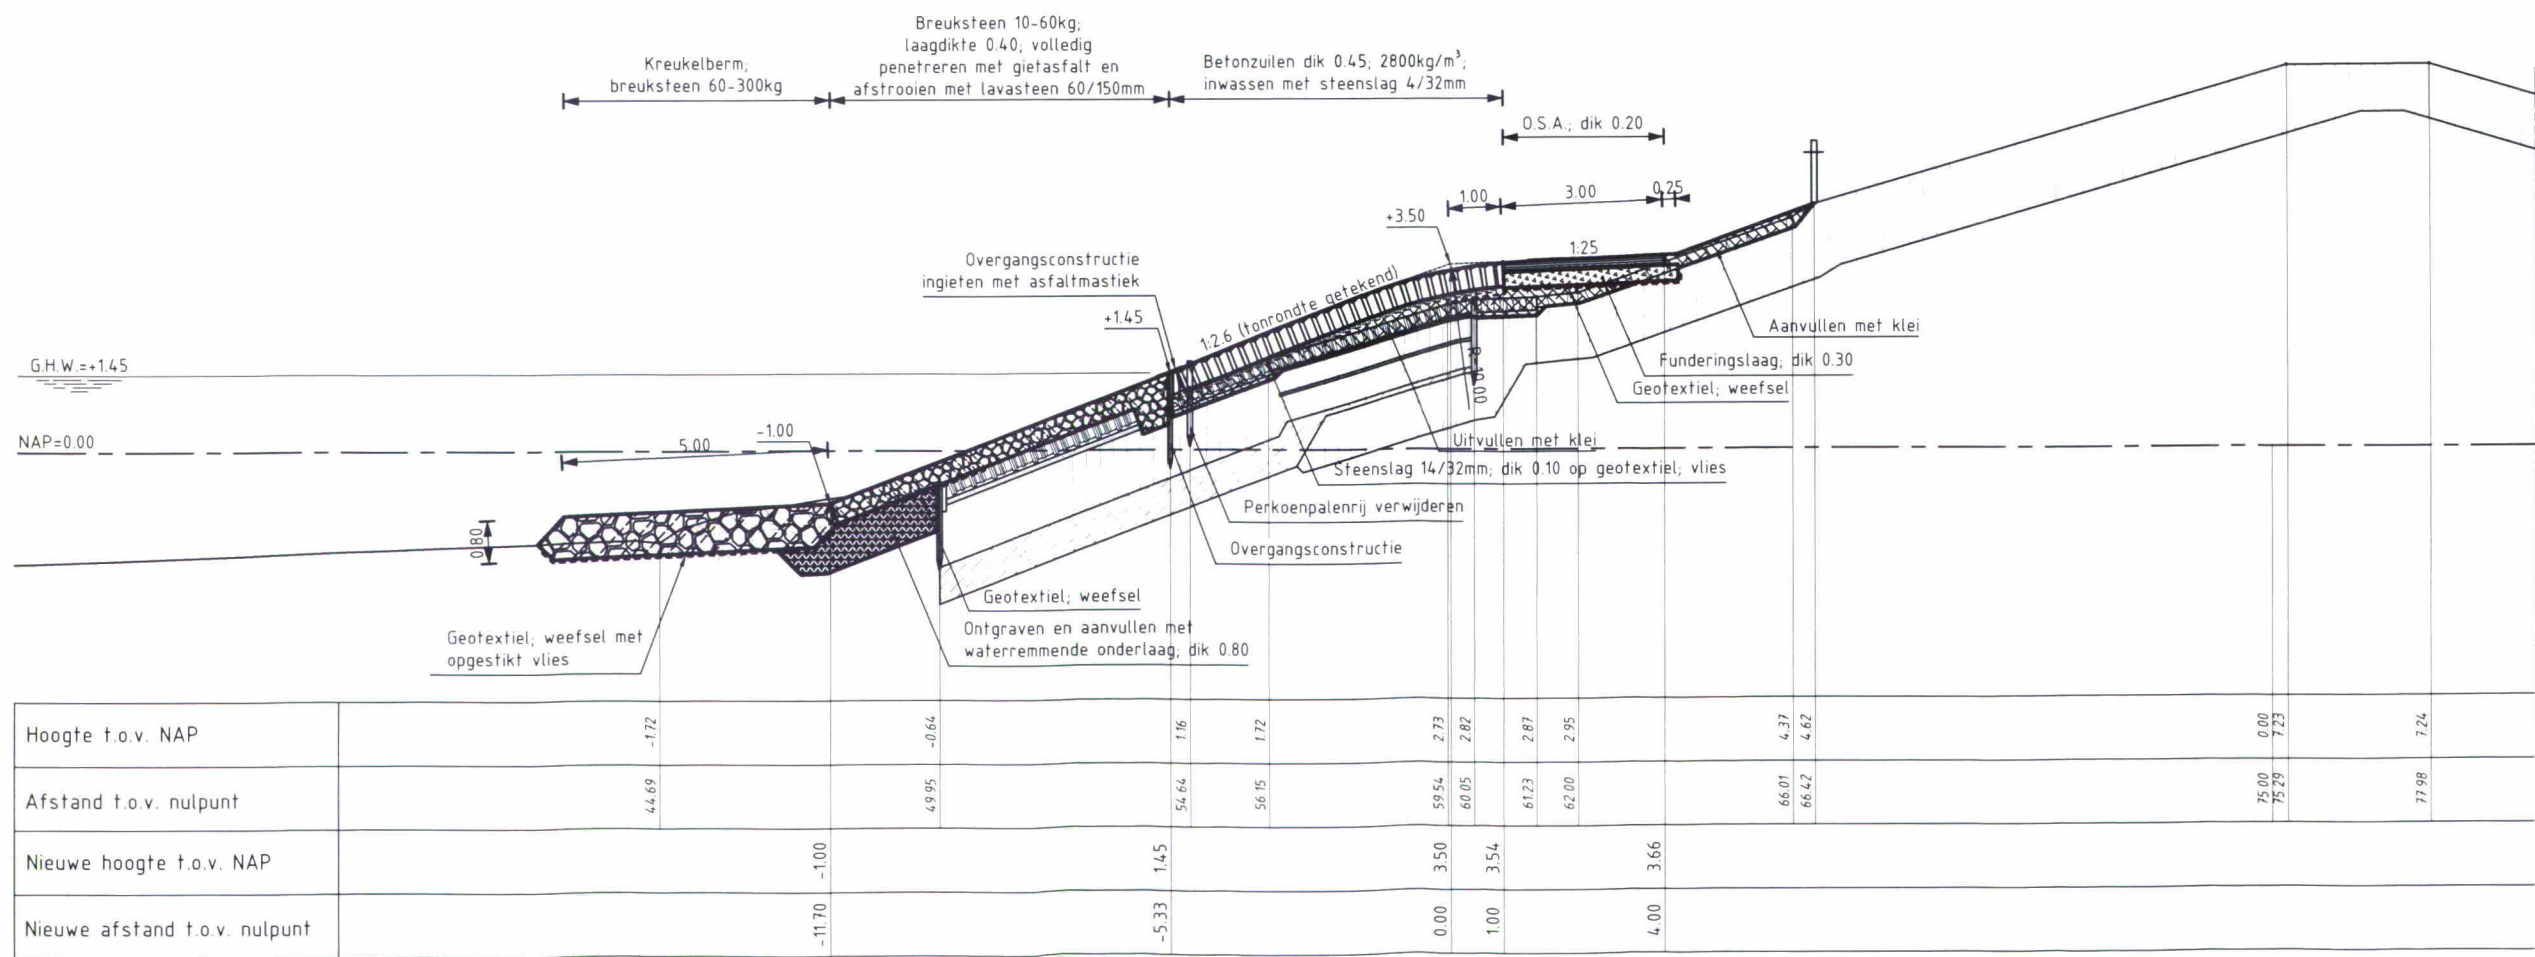 Breuksteen 10-60kg;
laagdikte 0.40; volledig
penetreren met gietasfalt en
afstrooien met lavasteen 60/150mm
Kreukelberm;
breuksteen 60-300kg
Betonzuilen dik 0.45; 2800kg/m³;
inwassen met steenslag 4/32mm
O.S.A.; dik 0.20
1.00
3.00
0.25
+3.50
1:25
Overgangsconstructie
ingieten met asfaltmastiek
+1.45
1:2.6 (tonrondte getekend)
G.H.W.=+1.45
Aanvullen met klei
Funderingslaag; dik 0.30
Geotextiel; weefsel
R=10.00
NAP=0.00
5.00
-1.00
Uitvullen met klei
Steenslag 14/32mm; dik 0.10 op geotextiel; vlies
Perkoenpalenrij verwijderen
0.80
Overgangsconstructie
Geotextiel; weefsel
Geotextiel; weefsel met
opgestikt vlies
Ontgraven en aanvullen met
waterremmende onderlaag; dik 0.80
Hoogte t.o.v. NAP -1.72 -0.64 1.16 1.72 2.73 2.82 2.87 2.95 4.37 4.62 0.00 7.23 7.24
Afstand t.o.v. nulpunt 44.69 49.95 54.64 56.15 59.54 60.05 61.23 62.00 66.01 66.42 75.00 75.29 77.98
Nieuwe hoogte t.o.v. NAP -1.00 1.45 3.50 3.54 3.66
Nieuwe afstand t.o.v. nulpunt -11.70 -5.33 0.00 1.00 4.00